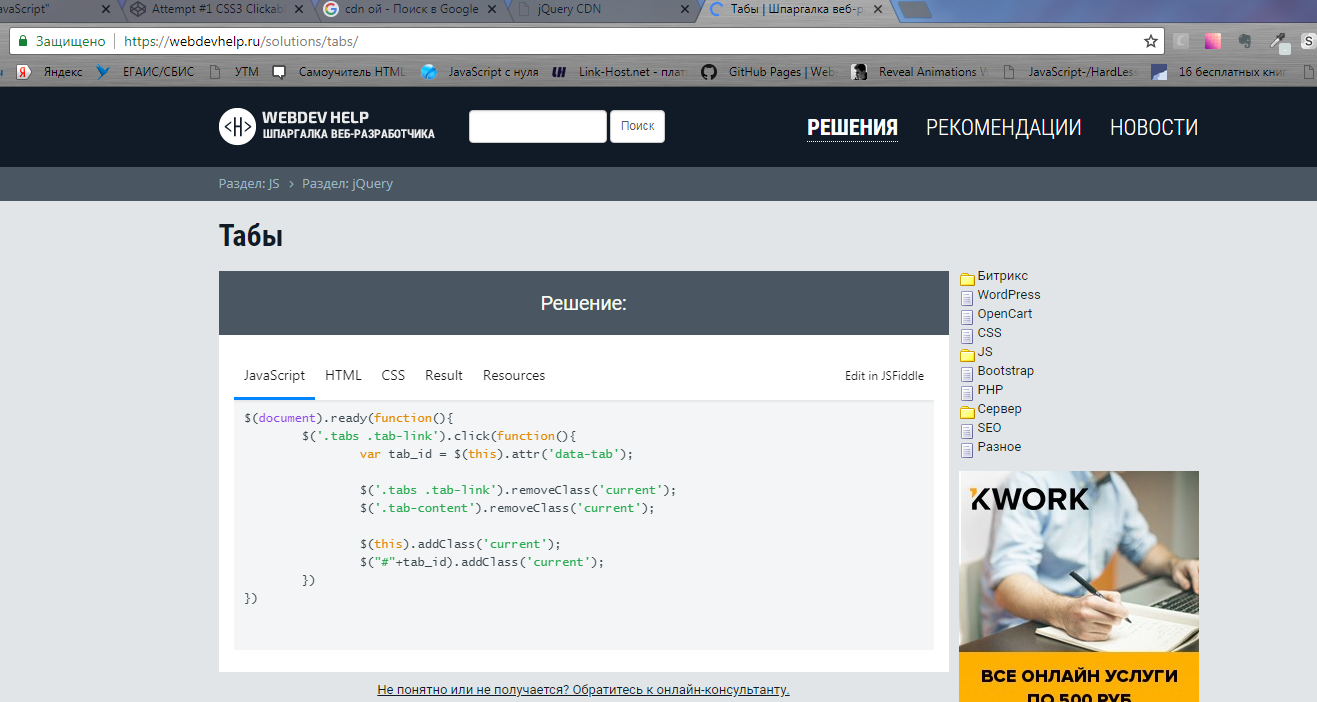 avaScript"
Attempt #1 CSS3 Clickab
cdn ой - Поиск в Google
jQuery CDN
Табы | Шпаргалка веб-р
Защищено
https://webdevhelp.ru/solutions/tabs/
Яндекс
ЕГАИС/СБИС
УТМ
Самоучитель HTML
JavaScript с нуля
Link-Host.net - плат
GitHub Pages | Web
Reveal Animations W
JavaScript-/HardLess
16 бесплатных книг
<H>
WEBDEV HELP
ШПАРГАЛКА ВЕБ-РАЗРАБОТЧИКА
Поиск
РЕШЕНИЯ
РЕКОМЕНДАЦИИ
НОВОСТИ
Раздел: JS > Раздел: jQuery
Табы
Решение:
JavaScript
HTML
CSS
Result
Resources
Edit in JSFiddle
$(document).ready(function(){
$('.tabs .tab-link').click(function(){
var tab_id = $(this).attr('data-tab');
$('.tabs .tab-link').removeClass('current');
$('.tab-content').removeClass('current');
$(this).addClass('current');
$("#"+tab_id).addClass('current');
})
})
Не понятно или не получается? Обратитесь к онлайн-консультанту.
Битрикс
WordPress
OpenCart
CSS
JS
Bootstrap
PHP
Сервер
SEO
Разное
KWORK
ВСЕ ОНЛАЙН УСЛУГИ
ПО 500 РУБ